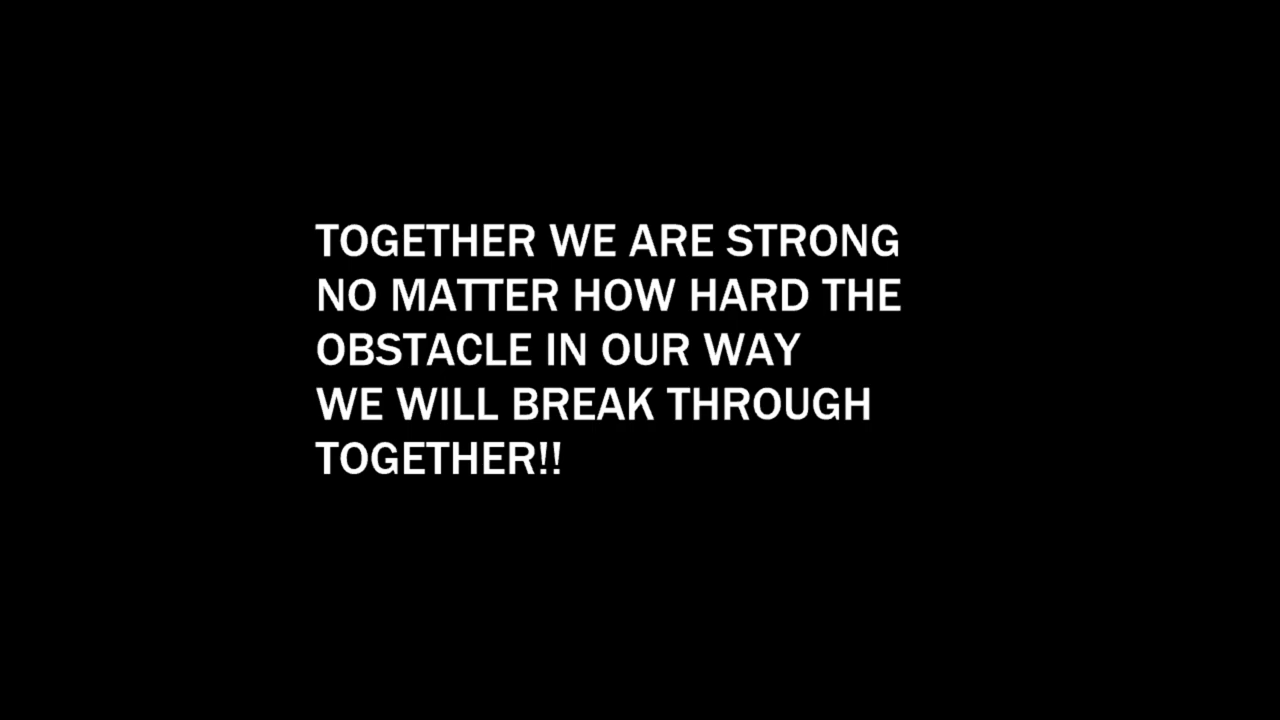 TOGETHER WE ARE STRONG
NO MATTER HOW HARD THE
OBSTACLE IN OUR WAY
WE WILL BREAK THROUGH
TOGETHER!!